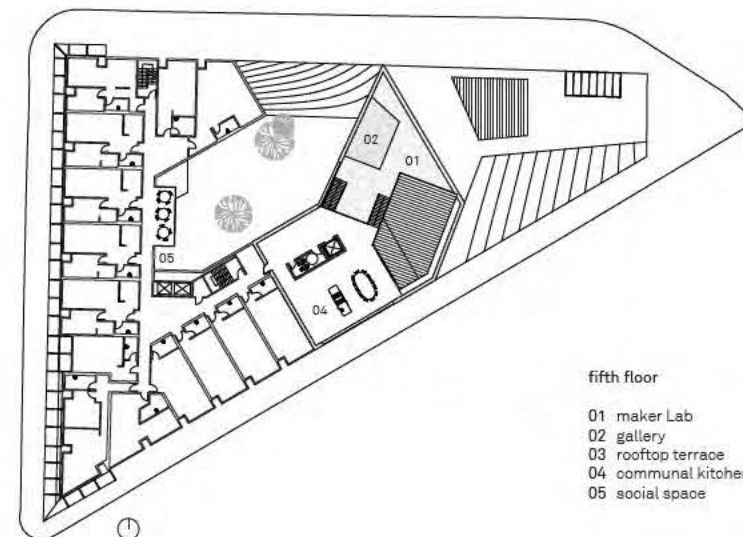 02
01
05
04
fifth floor
01 maker Lab
02 gallery
03 rooftop terrace
04 communal kitchen
05 social space